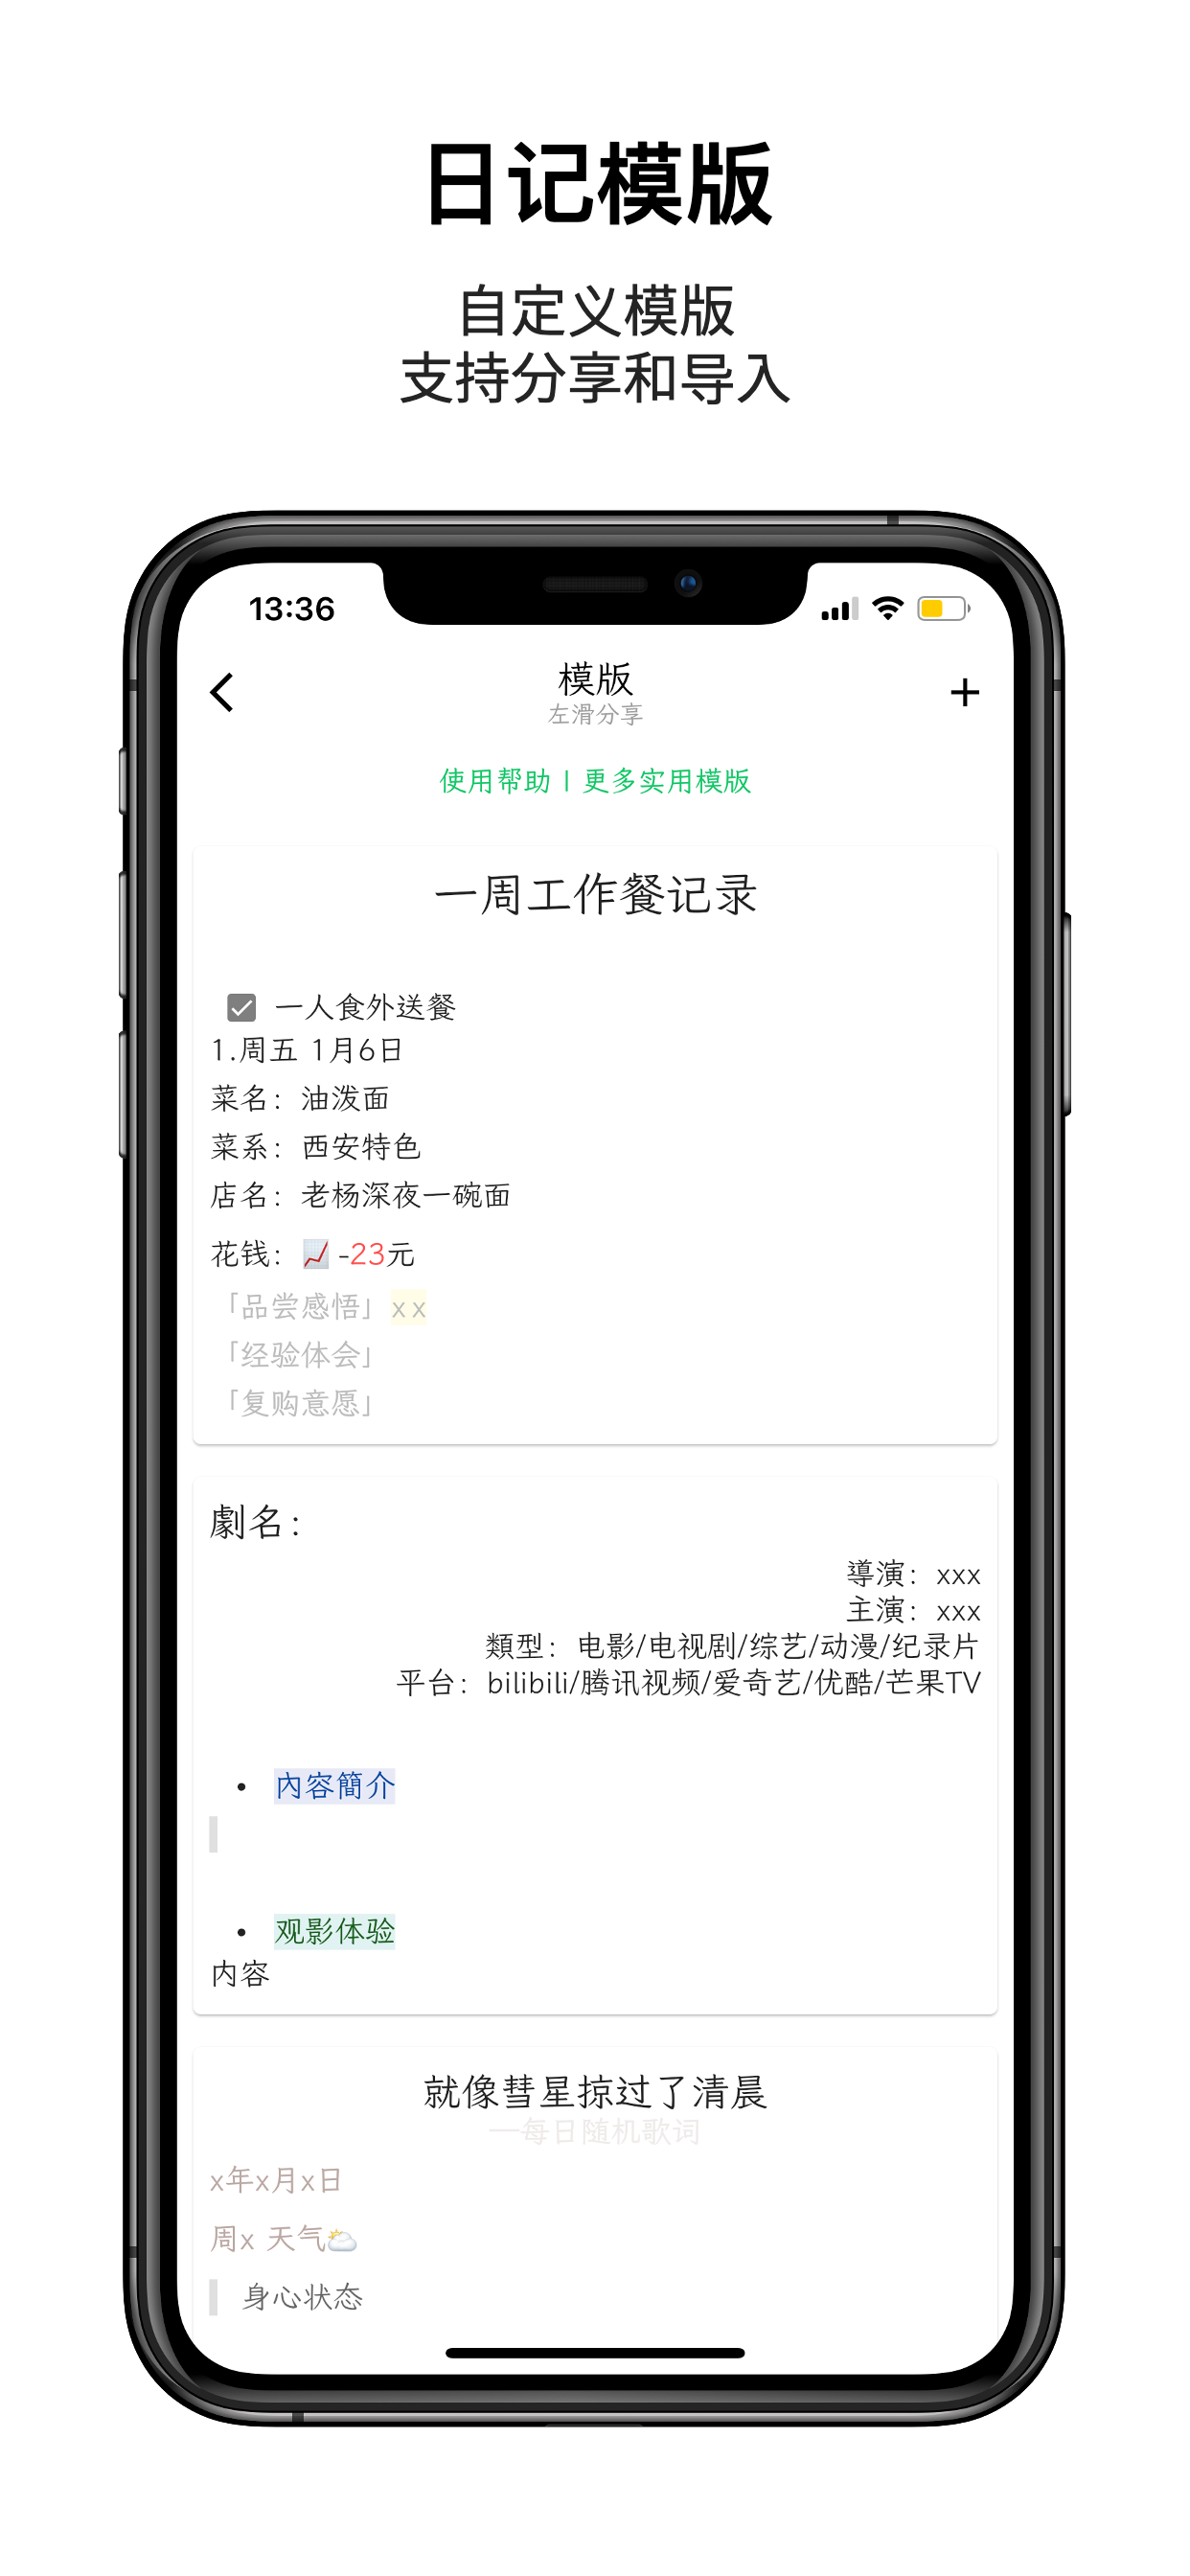 日记模版
自定义模版
支持分享和导入
13:36
模版
左滑分享
使用帮助 | 更多实用模版
一周工作餐记录
一人食外送餐
1.周五 1月6日
菜名：油泼面
菜系：西安特色
店名：老杨深夜一碗面
花钱：📈 -23元
「品尝感悟」x x
「经验体会」
「复购意愿」
劇名：
導演：xxx
主演：xxx
類型：电影/电视剧/综艺/动漫/纪录片
平台：bilibili/腾讯视频/爱奇艺/优酷/芒果TV
• 內容簡介
• 观影体验
内容
就像彗星掠过了清晨
—每日随机歌词
x年x月x日
周x 天气🌥️
身心状态